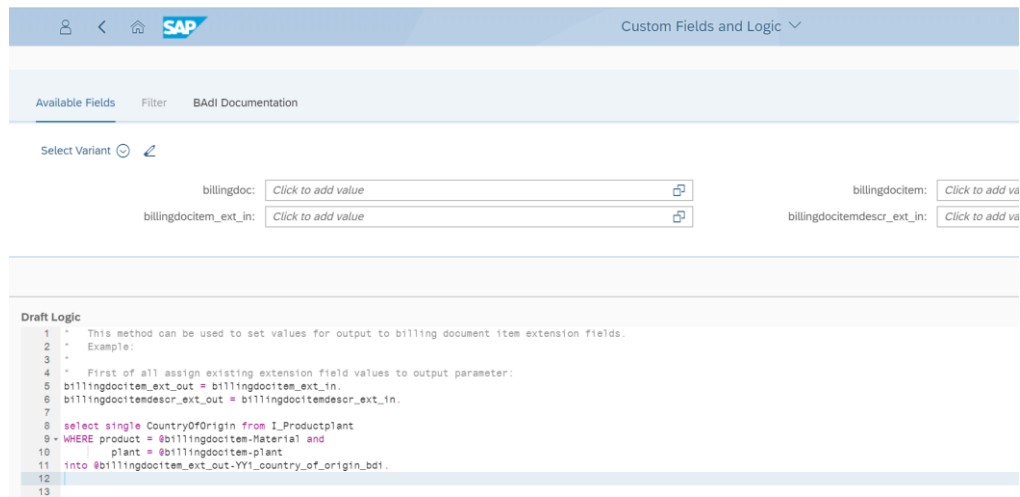 SAP
Custom Fields and Logic
Available Fields Filter BAdI Documentation
Select Variant
billingdoc: Click to add value billingdocitem: Click to add va
billingdocitem_ext_in: Click to add value billingdocitemdescr_ext_in: Click to add va
Draft Logic
1 * This method can be used to set values for output to billing document item extension fields.
2 * Example:
3 *
4 * First of all assign existing extension field values to output parameter:
5 billingdocitem_ext_out = billingdocitem_ext_in.
6 billingdocitemdescr_ext_out = billingdocitemdescr_ext_in.
7
8 select single CountryOfOrigin from I_Productplant
9 WHERE product = @billingdocitem-Material and
10 plant = @billingdocitem-plant
11 into @billingdocitem_ext_out-YY1_country_of_origin_bdi.
12
13